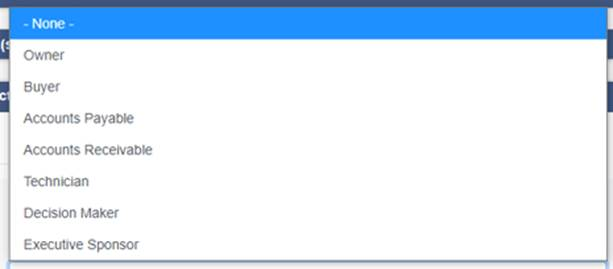 - None -
Owner
Buyer
Accounts Payable
Accounts Receivable
Technician
Decision Maker
Executive Sponsor